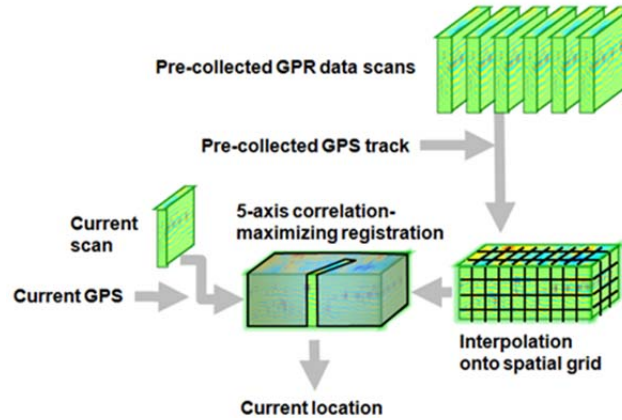 Pre-collected GPR data scans
Pre-collected GPS track
Current
scan
5-axis correlation-
maximizing registration
Current GPS
Interpolation
onto spatial grid
Current location